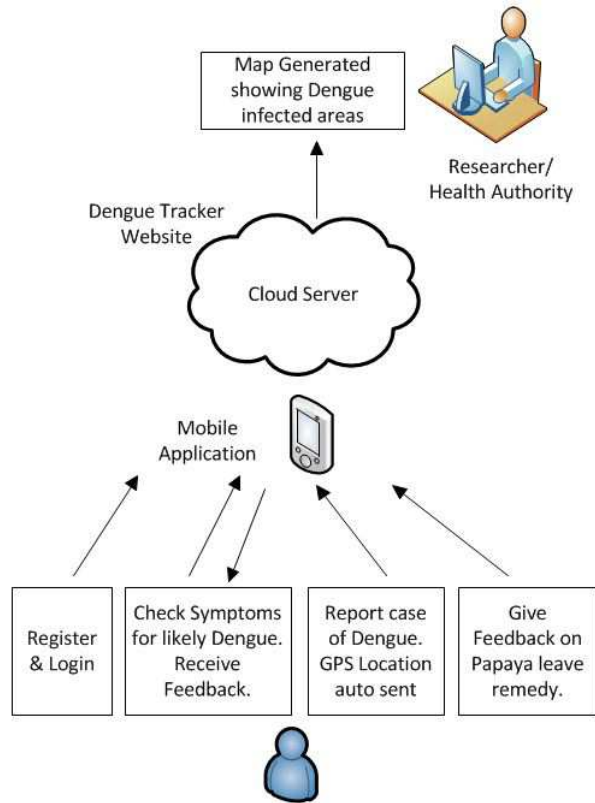 Map Generated
showing Dengue
infected areas
Researcher/
Health Authority
Dengue Tracker
Website
Cloud Server
Mobile
Application
Register
& Login
Check Symptoms
for likely Dengue.
Receive
Feedback.
Report case
of Dengue.
GPS Location
auto sent
Give
Feedback on
Papaya leave
remedy.